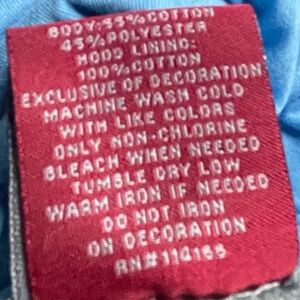 BODY: 55% COTTON
45% POLYESTER
HOOD LINING:
100% COTTON
EXCLUSIVE OF DECORATION
MACHINE WASH COLD
WITH LIKE COLORS
ONLY NON-CHLORINE
BLEACH WHEN NEEDED
TUMBLE DRY LOW
WARM IRON IF NEEDED
DO NOT IRON
ON DECORATION
RN#